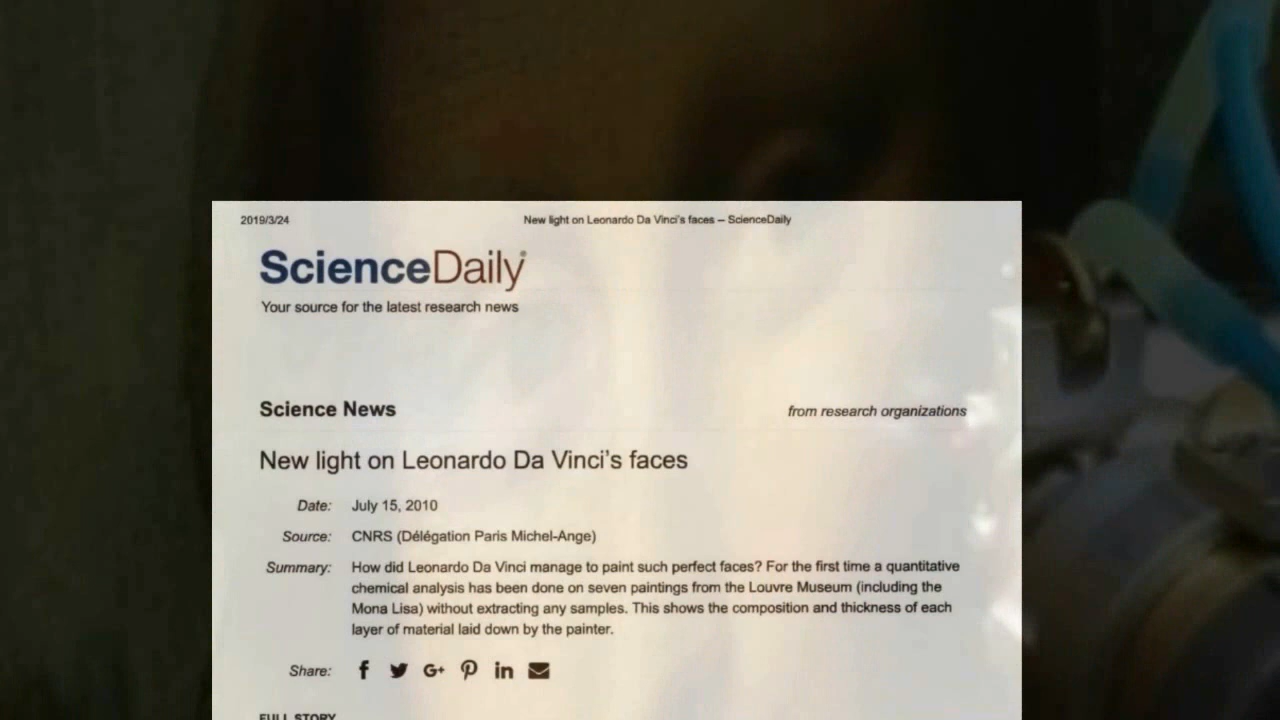 2019/3/24
New light on Leonardo Da Vinci's faces – ScienceDaily
ScienceDaily
Your source for the latest research news
Science News
from research organizations
New light on Leonardo Da Vinci's faces
Date: July 15, 2010
Source: CNRS (Délégation Paris Michel-Ange)
Summary: How did Leonardo Da Vinci manage to paint such perfect faces? For the first time a quantitative
chemical analysis has been done on seven paintings from the Louvre Museum (including the
Mona Lisa) without extracting any samples. This shows the composition and thickness of each
layer of material laid down by the painter.
Share:
FULL STORY